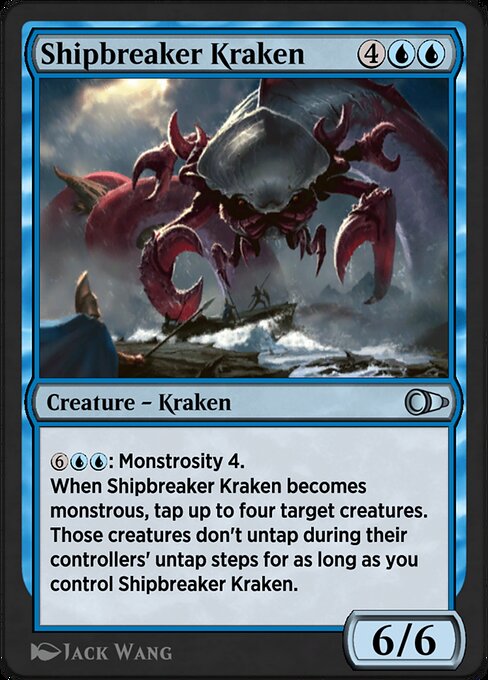 Shipbreaker Kraken 4
Creature – Kraken
6: Monstrosity 4.
When Shipbreaker Kraken becomes
monstrous, tap up to four target creatures.
Those creatures don't untap during their
controllers' untap steps for as long as you
control Shipbreaker Kraken.
6/6
Jack Wang